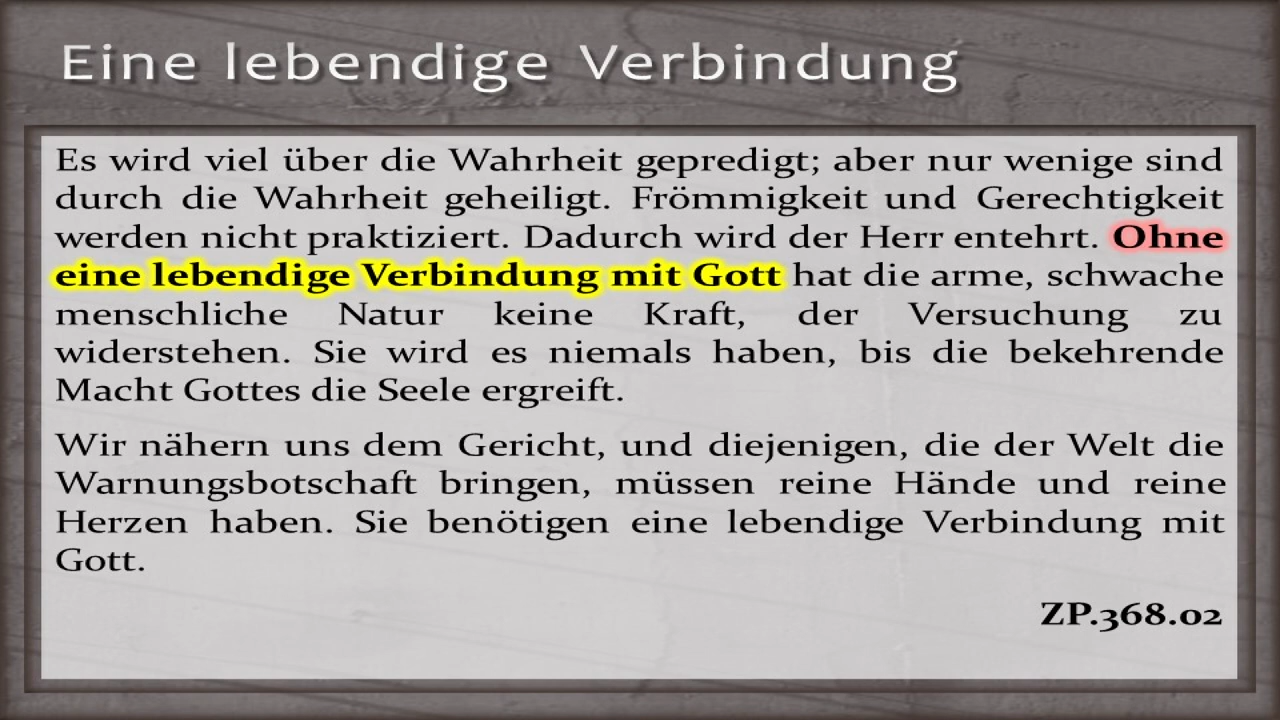 Eine lebendige Verbindung
Es wird viel über die Wahrheit gepredigt; aber nur wenige sind
durch die Wahrheit geheiligt. Frömmigkeit und Gerechtigkeit
werden nicht praktiziert. Dadurch wird der Herr entehrt. Ohne
eine lebendige Verbindung mit Gott hat die arme, schwache
menschliche Natur keine Kraft, der Versuchung zu
widerstehen. Sie wird es niemals haben, bis die bekehrende
Macht Gottes die Seele ergreift.
Wir nähern uns dem Gericht, und diejenigen, die der Welt die
Warnungsbotschaft bringen, müssen reine Hände und reine
Herzen haben. Sie benötigen eine lebendige Verbindung mit
Gott.
ZP.368.02